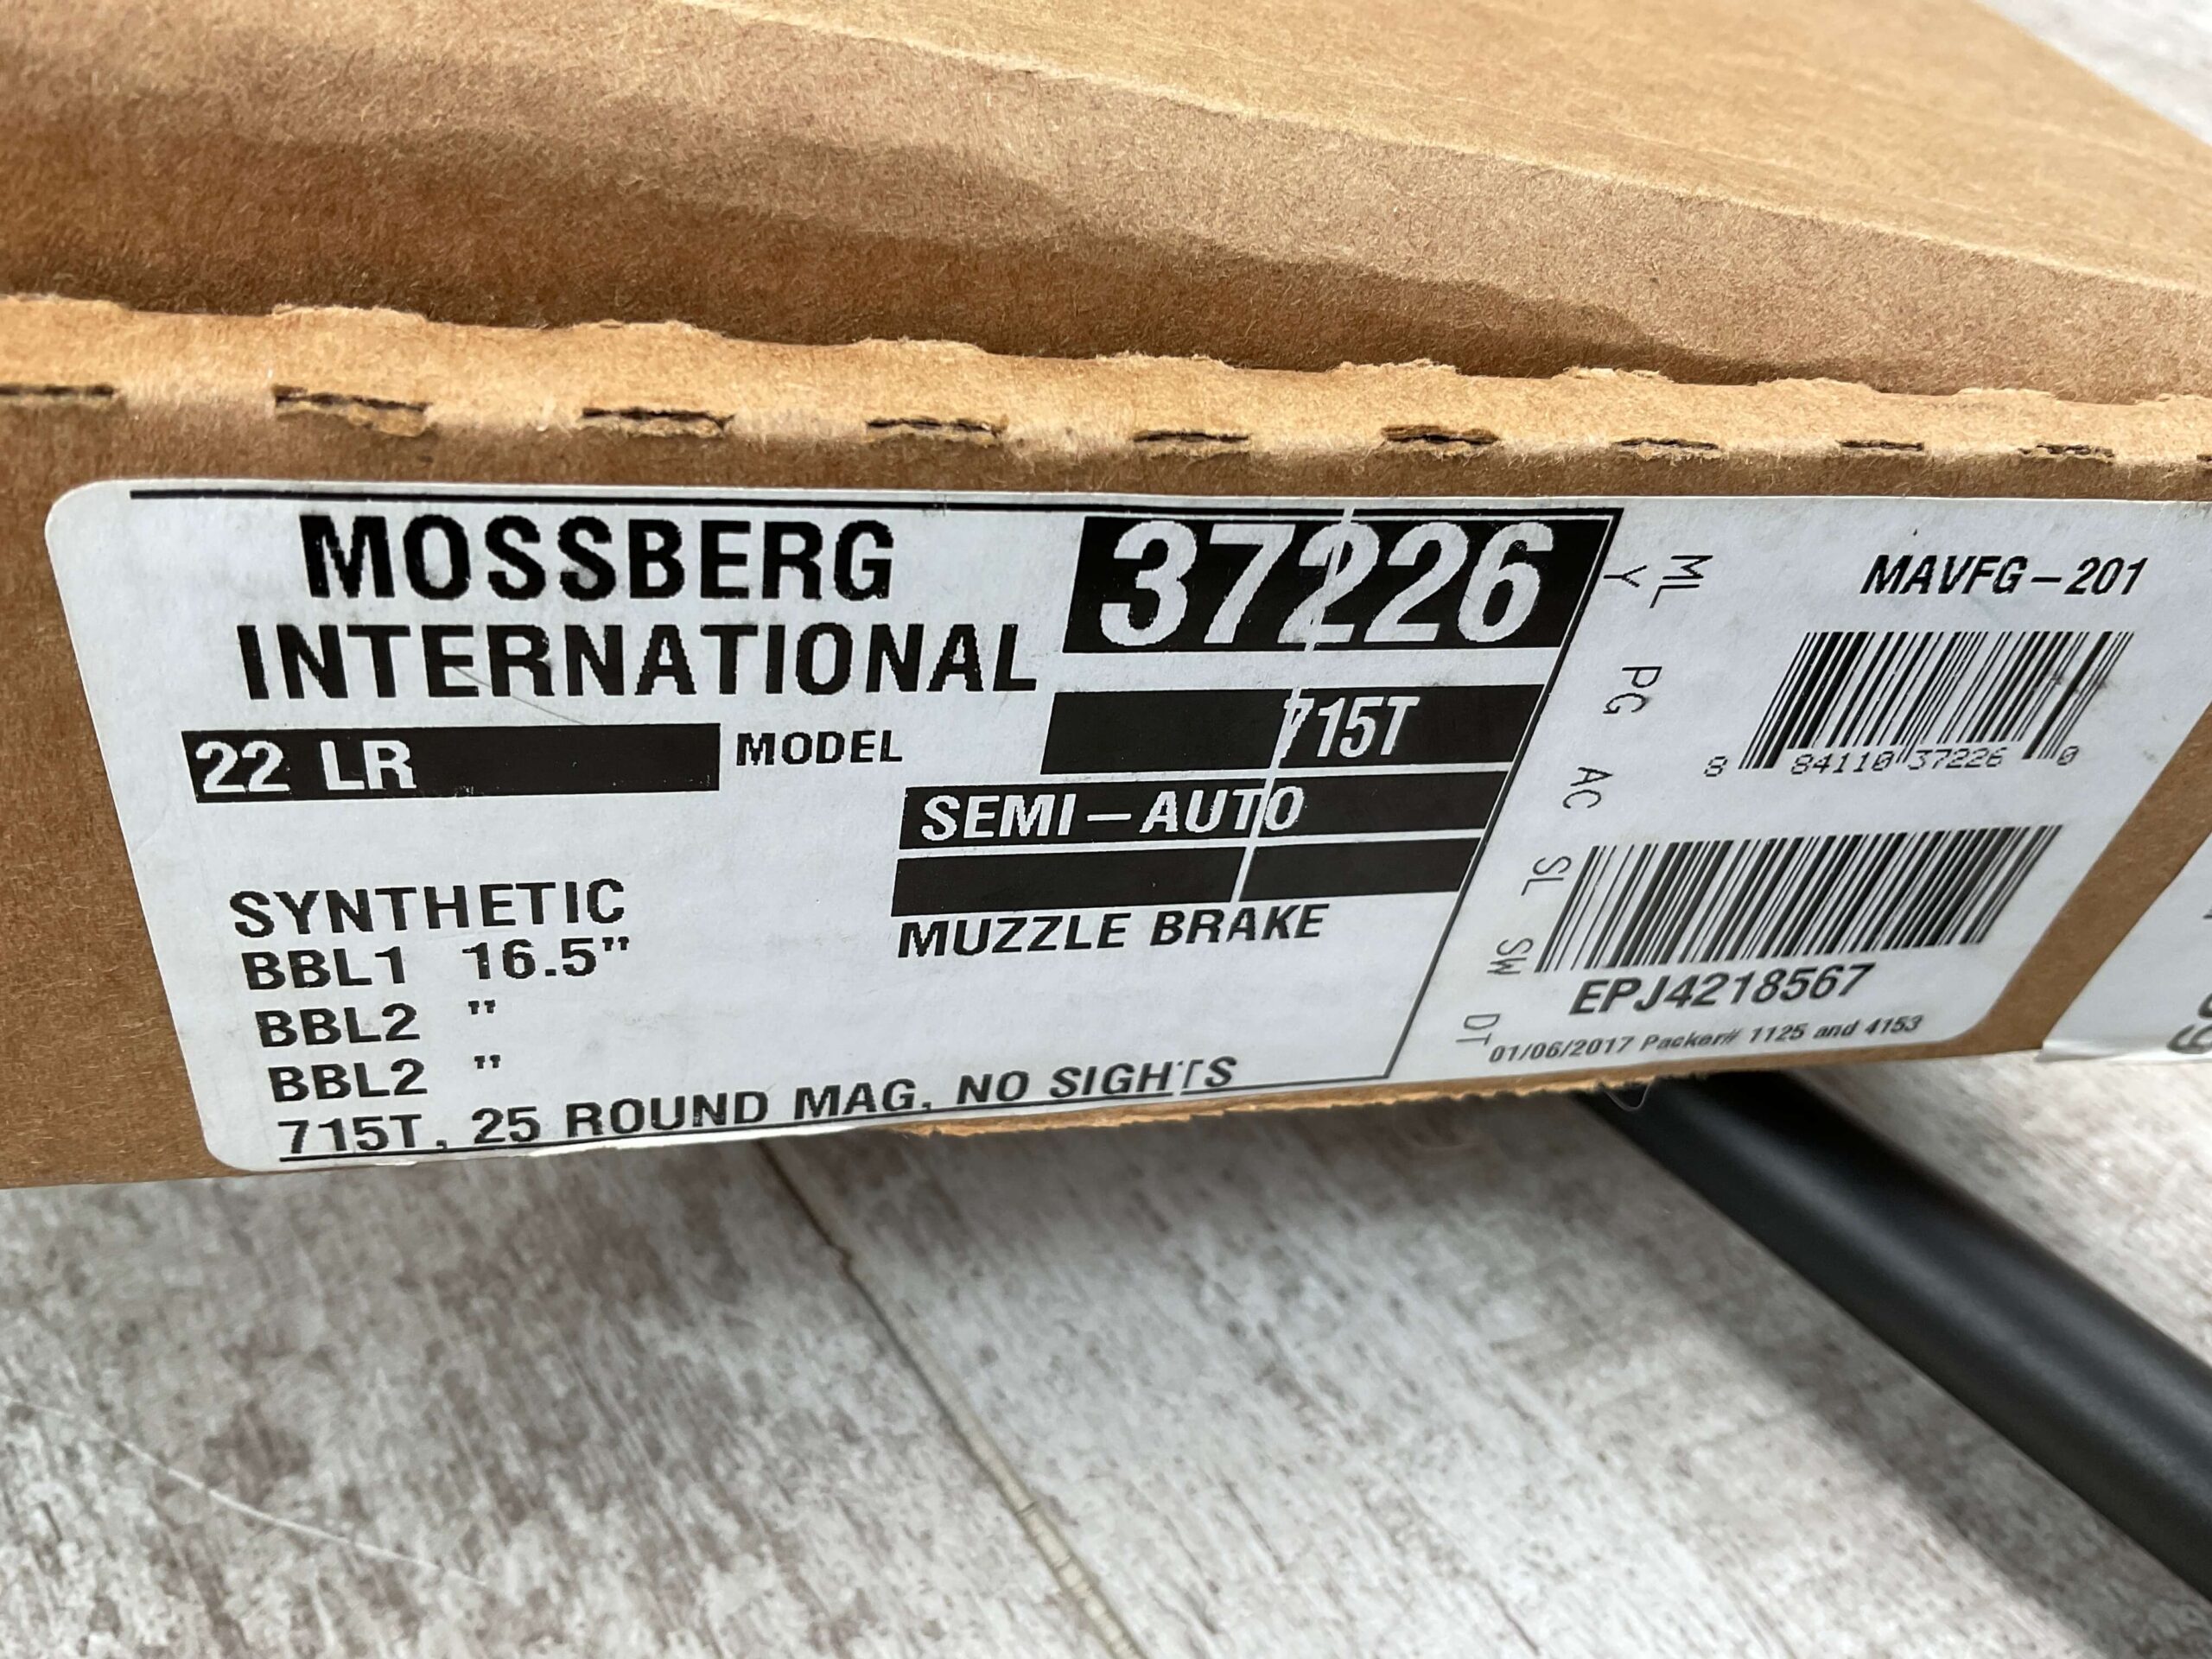 MOSSBERG
INTERNATIONAL
37226
22 LR
MODEL
715T
SEMI-AUTO
SYNTHETIC
BBL1 16.5"
BBL2 "
BBL2 "
MUZZLE BRAKE
715T, 25 ROUND MAG, NO SIGHTS
ML
Y
PG
AC
SL
SW
DT
MAVFG-201
8 84110 37226 0
EPJ4218567
01/06/2017 Packer# 1125 and 4153